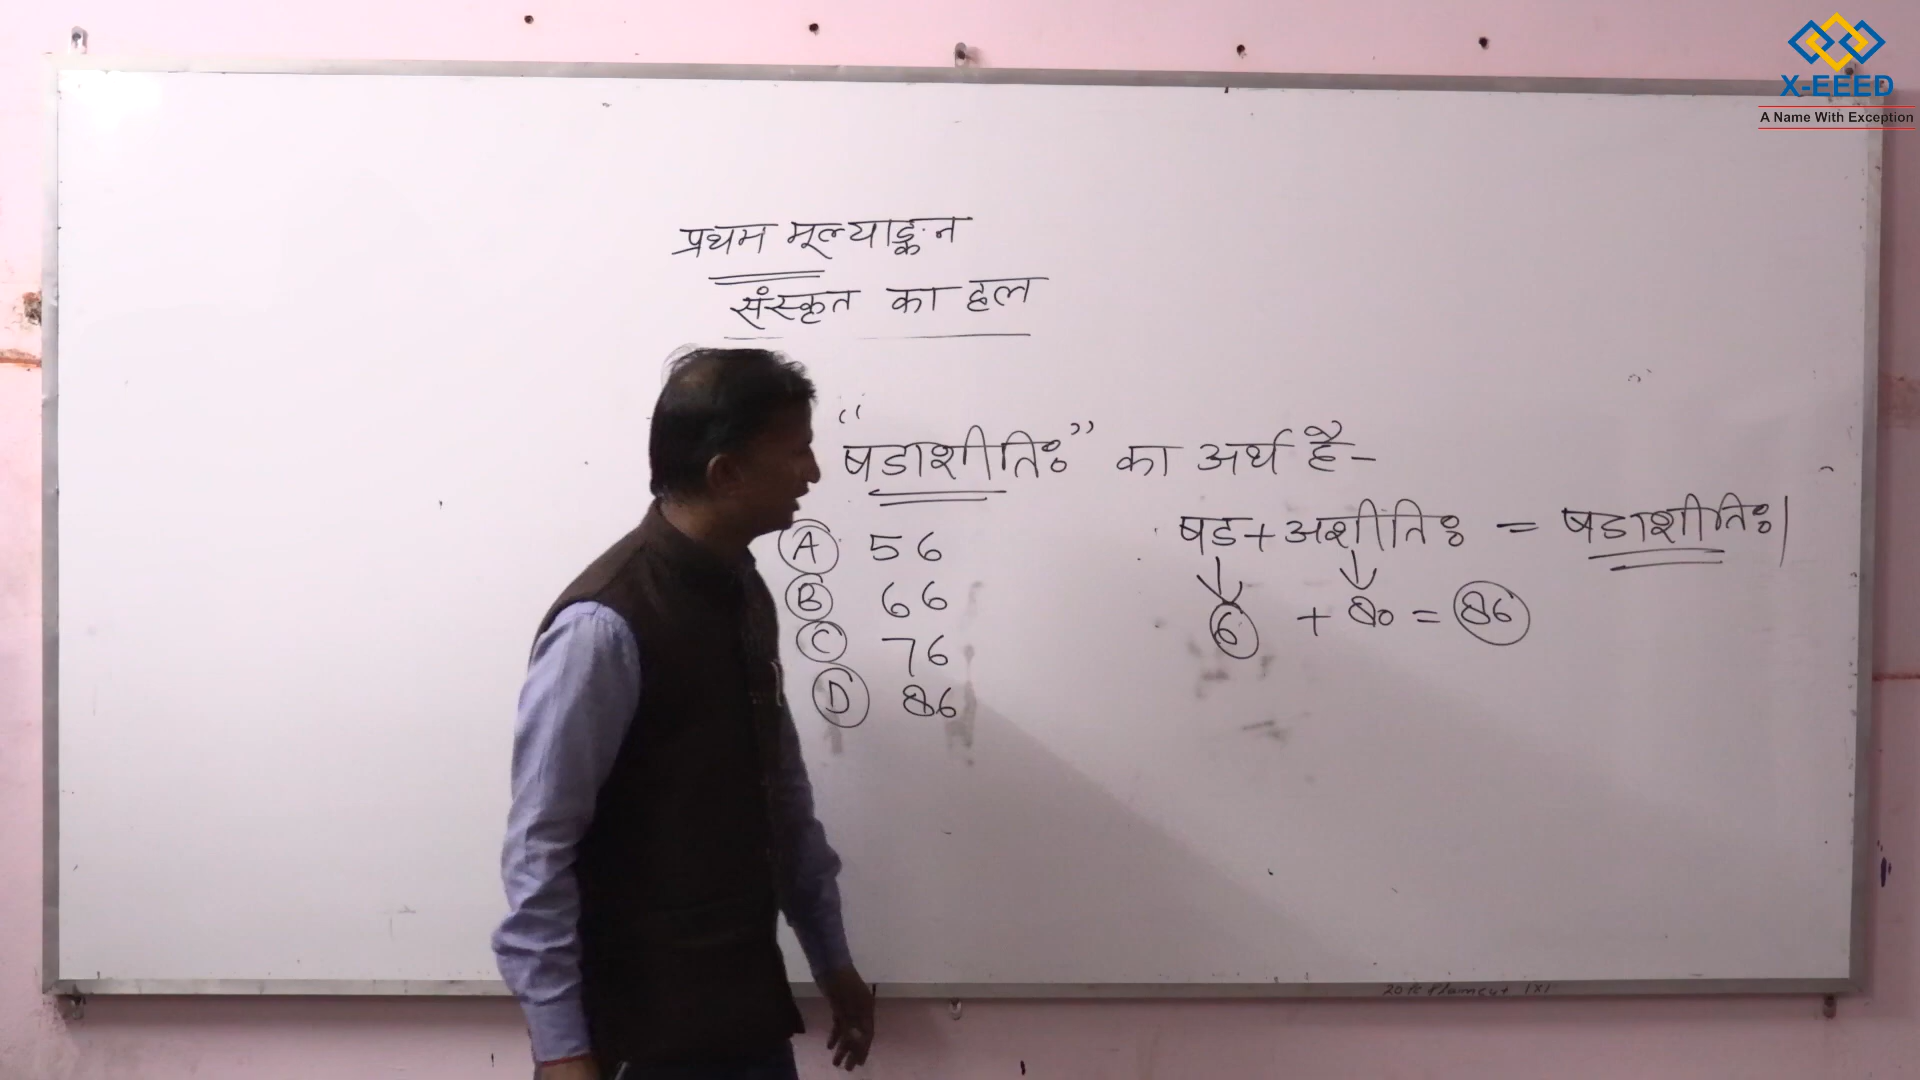 X-EEED
A Name With Exception
प्रथम मूल्याङ्कन
संस्कृत का हल
"षडाशीतिः" का अर्थ है-
A 56
B 66
C 76
D 86
षड + अशीतिः = षडाशीतिः।
6 + 80 = 86